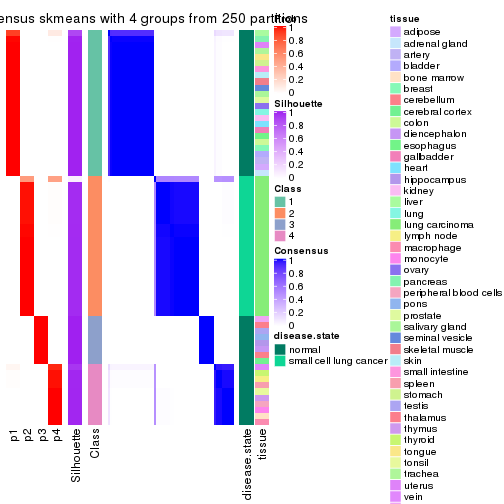 ensus skmeans with 4 groups from 250 partitions
1
0.8
0.6
0.4
0.2
0
Silhouette
1
0.8
0.6
0.4
0.2
0
Class
1
2
3
4
Consensus
1
0.8
0.6
0.4
0.2
0
disease.state
normal
small cell lung cancer
tissue
adipose
adrenal gland
artery
bladder
bone marrow
breast
cerebellum
cerebral cortex
colon
diencephalon
esophagus
gallbadder
heart
hippocampus
kidney
liver
lung
lung carcinoma
lymph node
macrophage
monocyte
ovary
pancreas
peripheral blood cells
pons
prostate
salivary gland
seminal vesicle
skeletal muscle
skin
small intestine
spleen
stomach
testis
thalamus
thymus
thyroid
tongue
tonsil
trachea
uterus
vein
p1
p2
p3
p4
Silhouette
Class
disease.state
tissue